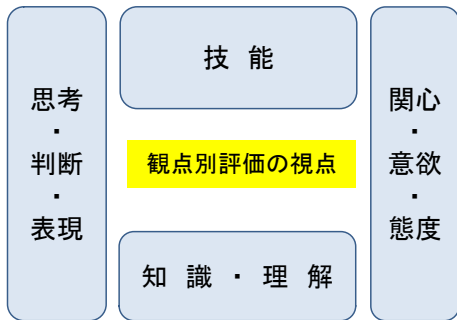 技 能
思考
・
判断
・
表現
観点別評価の視点
関心
・
意欲
・
態度
知 識 ・ 理 解